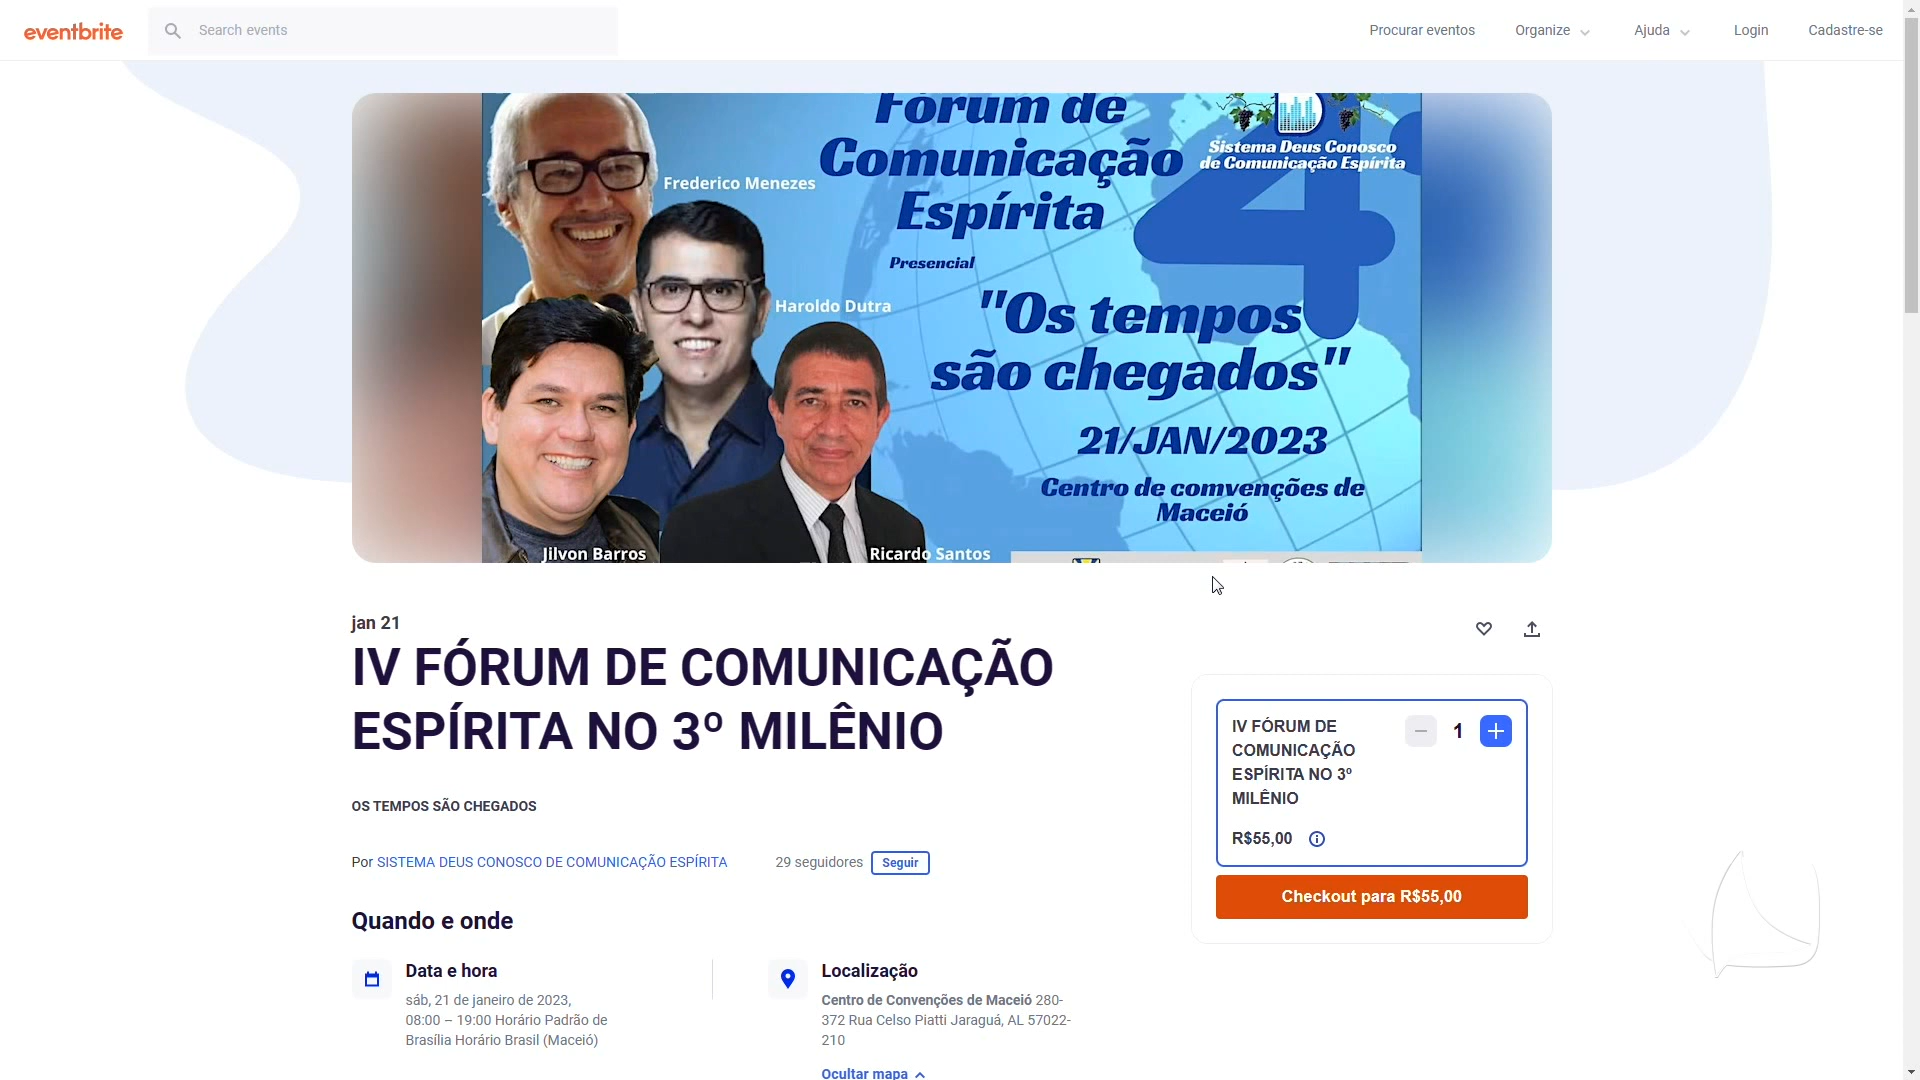 eventbrite
Search events
Procurar eventos
Organize
Ajuda
Login
Cadastre-se
Fórum de
Comunicação
Espírita
Presencial
"Os tempos
são chegados"
21/JAN/2023
Centro de comvenções de
Maceió
4
Sistema Deus Conosco
de Comunicação Espírita
Frederico Menezes
Haroldo Dutra
Jilvon Barros
Ricardo Santos
jan 21
IV FÓRUM DE COMUNICAÇÃO
ESPÍRITA NO 3º MILÊNIO
OS TEMPOS SÃO CHEGADOS
Por SISTEMA DEUS CONOSCO DE COMUNICAÇÃO ESPÍRITA
29 seguidores
Seguir
IV FÓRUM DE
COMUNICAÇÃO
ESPÍRITA NO 3º
MILÊNIO
1
R$55,00
Checkout para R$55,00
Quando e onde
Data e hora
sáb, 21 de janeiro de 2023,
08:00 – 19:00 Horário Padrão de
Brasília Horário Brasil (Maceió)
Localização
Centro de Convenções de Maceió 280-
372 Rua Celso Piatti Jaraguá, AL 57022-
210
Ocultar mapa